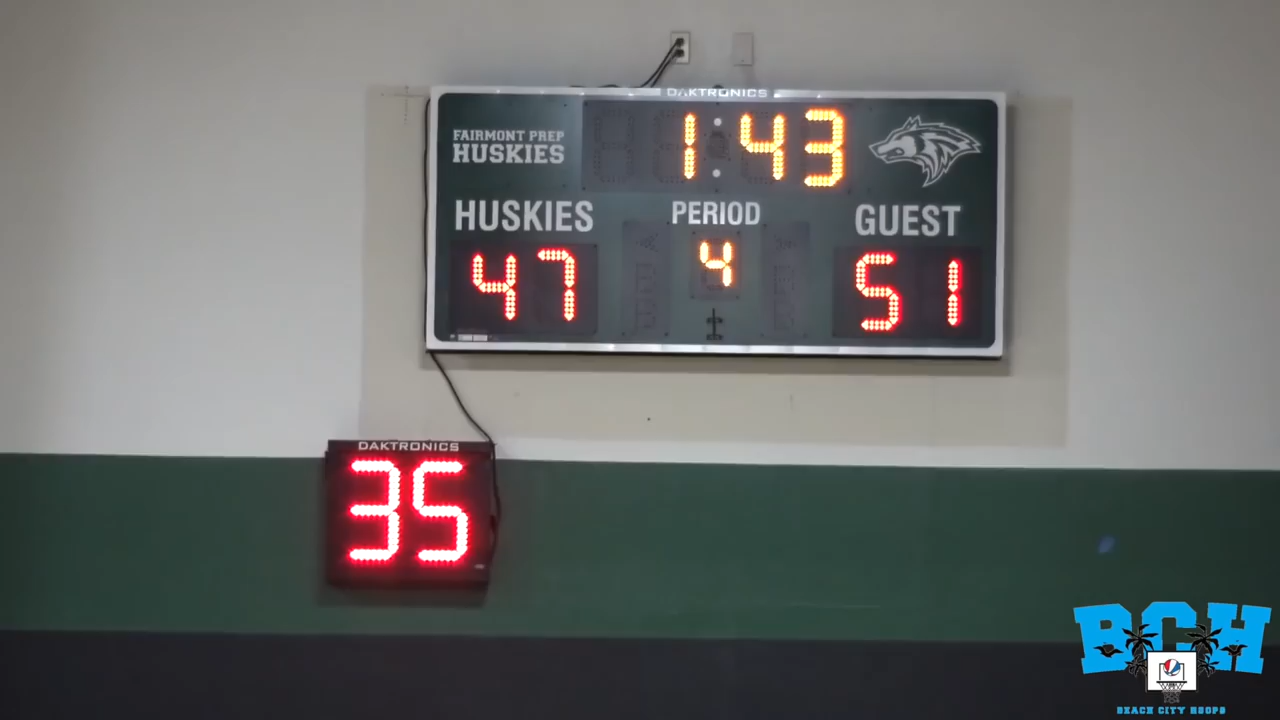 DAKTRONICS
FAIRMONT PREP
HUSKIES
1:43
HUSKIES
PERIOD
GUEST
47
4
51
DAKTRONICS
35
BCH
BEACH CITY HOOPS